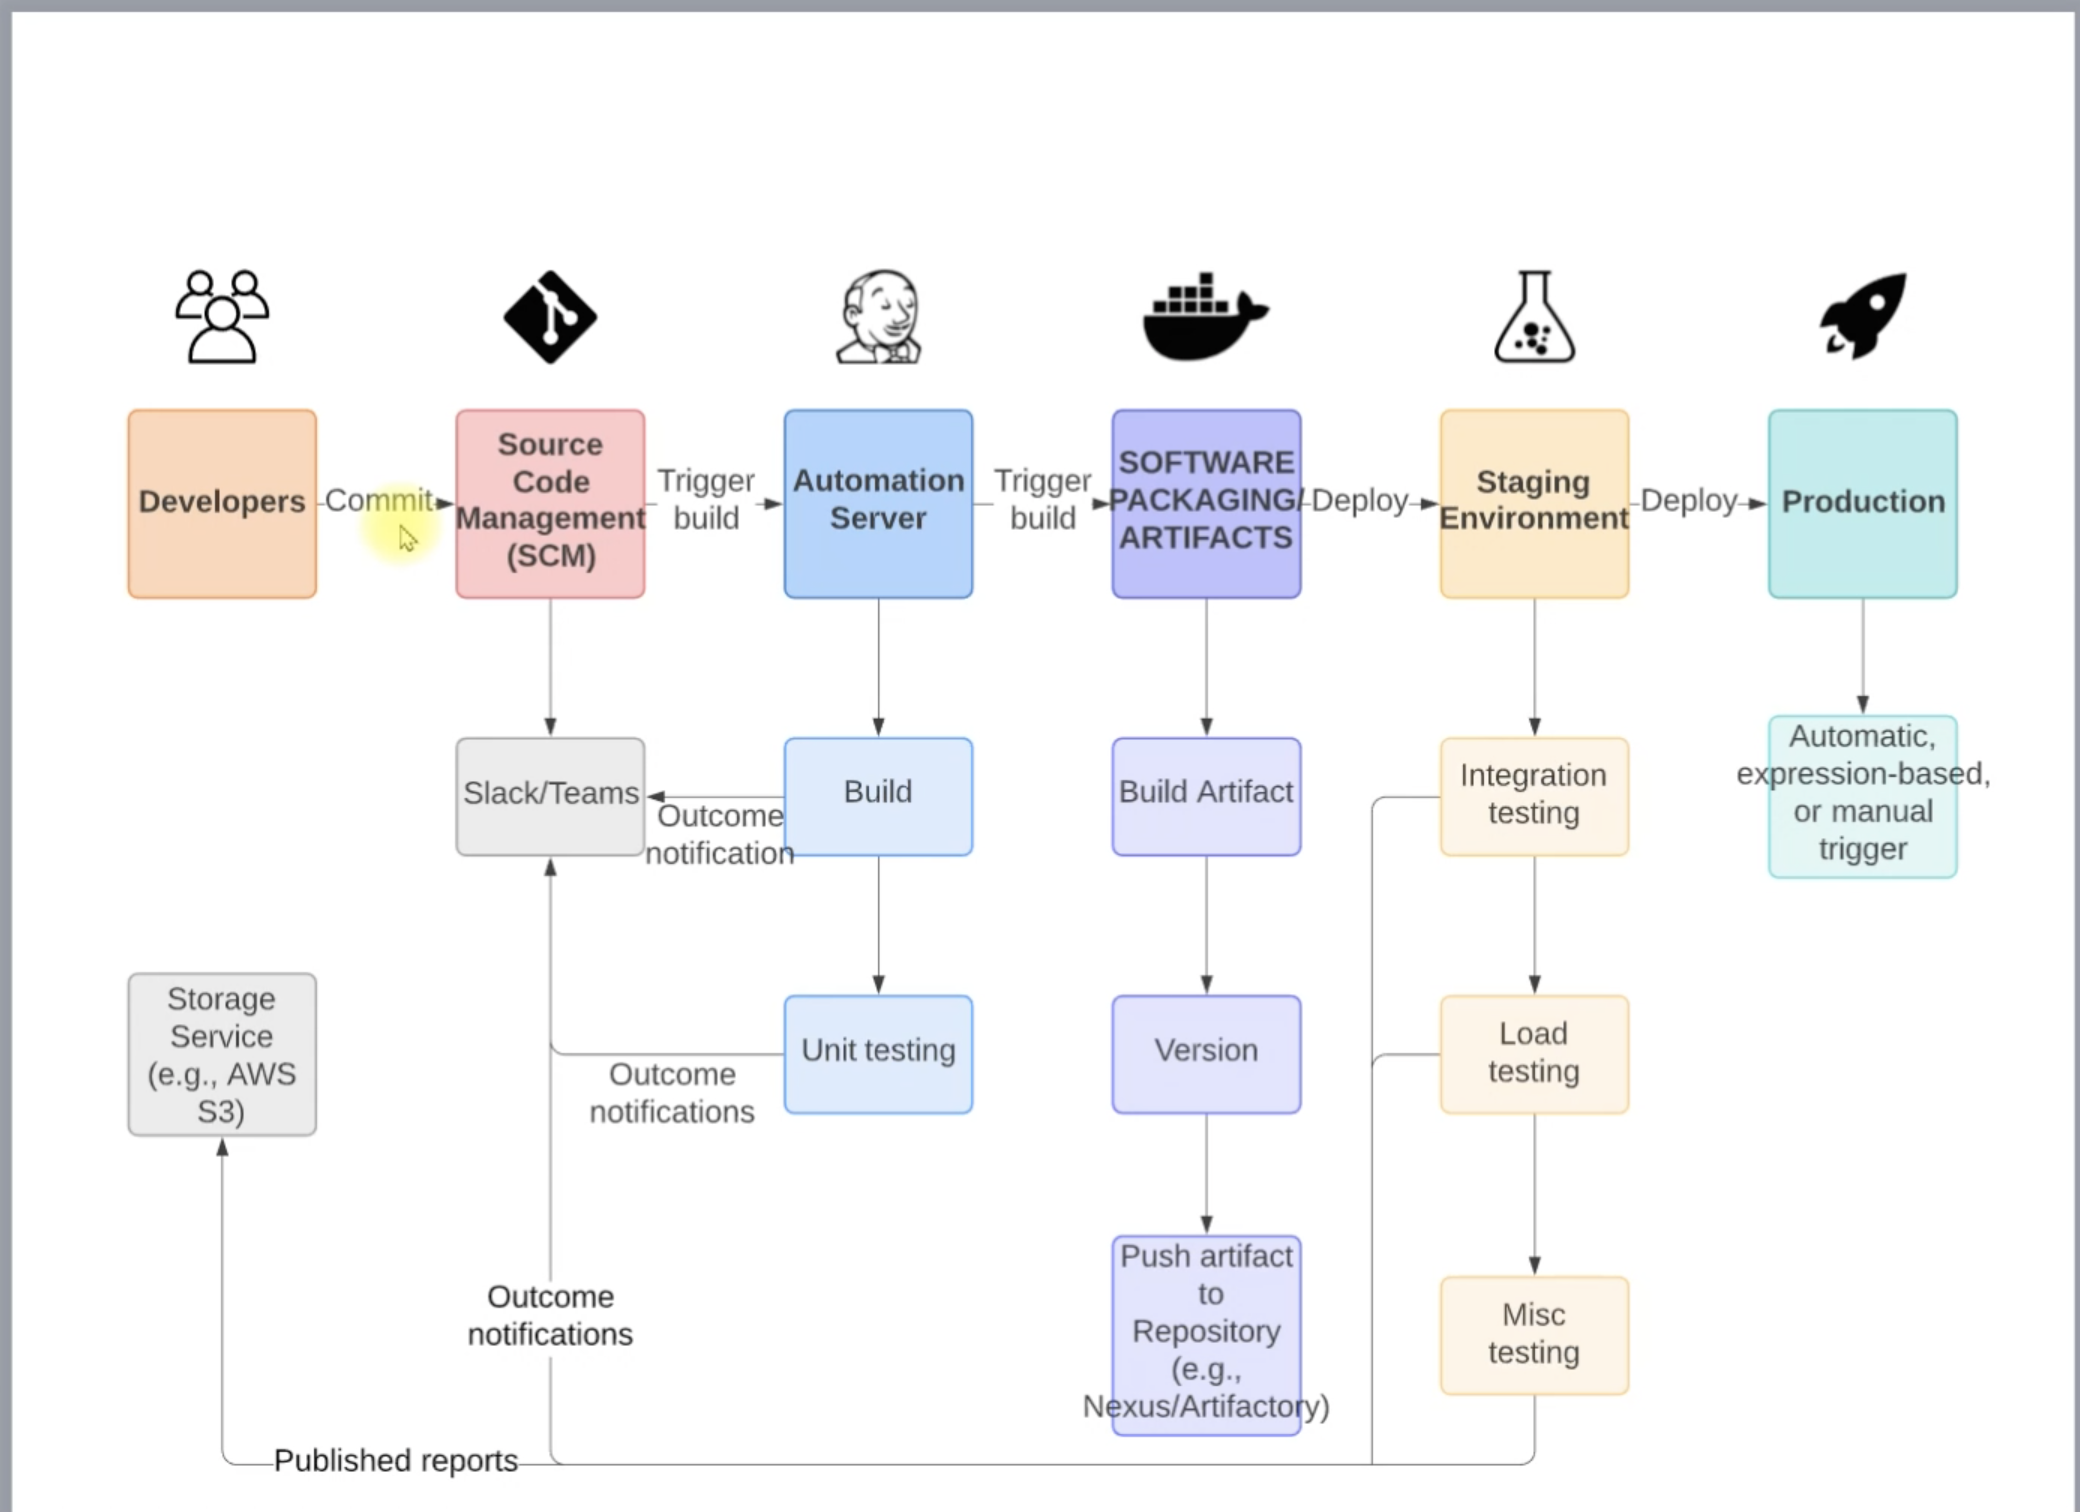 Developers
Commit
Source
Code
Management
(SCM)
Trigger
build
Automation
Server
Trigger
build
SOFTWARE
PACKAGING/
ARTIFACTS
Deploy
Staging
Environment
Deploy
Production
Slack/Teams
Outcome
notification
Build
Build Artifact
Integration
testing
Automatic,
expression-based,
or manual
trigger
Storage
Service
(e.g., AWS
S3)
Outcome
notifications
Unit testing
Version
Load
testing
Outcome
notifications
Push artifact
to
Repository
(e.g.,
Nexus/Artifactory)
Misc
testing
Published reports